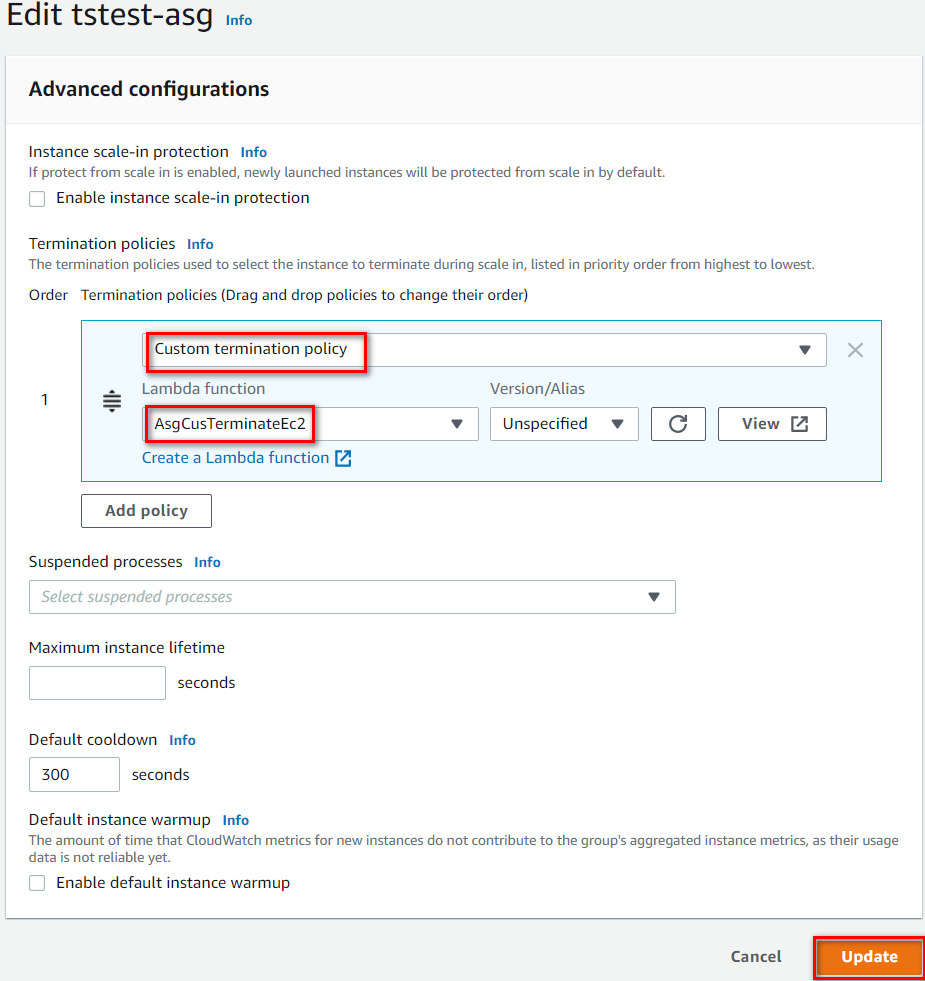 Edit tstest-asg Info
Advanced configurations
Instance scale-in protection Info
If protect from scale in is enabled, newly launched instances will be protected from scale in by default.
Enable instance scale-in protection
Termination policies Info
The termination policies used to select the instance to terminate during scale in, listed in priority order from highest to lowest.
Order Termination policies (Drag and drop policies to change their order)
Custom termination policy
1
Lambda function Version/Alias
AsgCusTerminateEc2 Unspecified View
Create a Lambda function
Add policy
Suspended processes Info
Select suspended processes
Maximum instance lifetime
seconds
Default cooldown Info
300 seconds
Default instance warmup Info
The amount of time that CloudWatch metrics for new instances do not contribute to the group's aggregated instance metrics, as their usage
data is not reliable yet.
Enable default instance warmup
Cancel Update